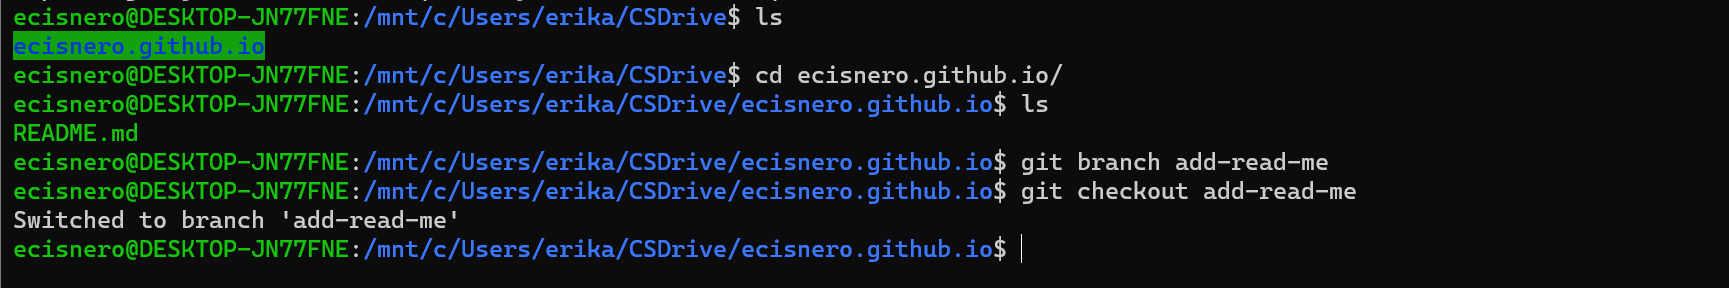 ecisnero@DESKTOP-JN77FNE:/mnt/c/Users/erika/CSDrive$ ls
ecisnero.github.io
ecisnero@DESKTOP-JN77FNE:/mnt/c/Users/erika/CSDrive$ cd ecisnero.github.io/
ecisnero@DESKTOP-JN77FNE:/mnt/c/Users/erika/CSDrive/ecisnero.github.io$ ls
README.md
ecisnero@DESKTOP-JN77FNE:/mnt/c/Users/erika/CSDrive/ecisnero.github.io$ git branch add-read-me
ecisnero@DESKTOP-JN77FNE:/mnt/c/Users/erika/CSDrive/ecisnero.github.io$ git checkout add-read-me
Switched to branch 'add-read-me'
ecisnero@DESKTOP-JN77FNE:/mnt/c/Users/erika/CSDrive/ecisnero.github.io$